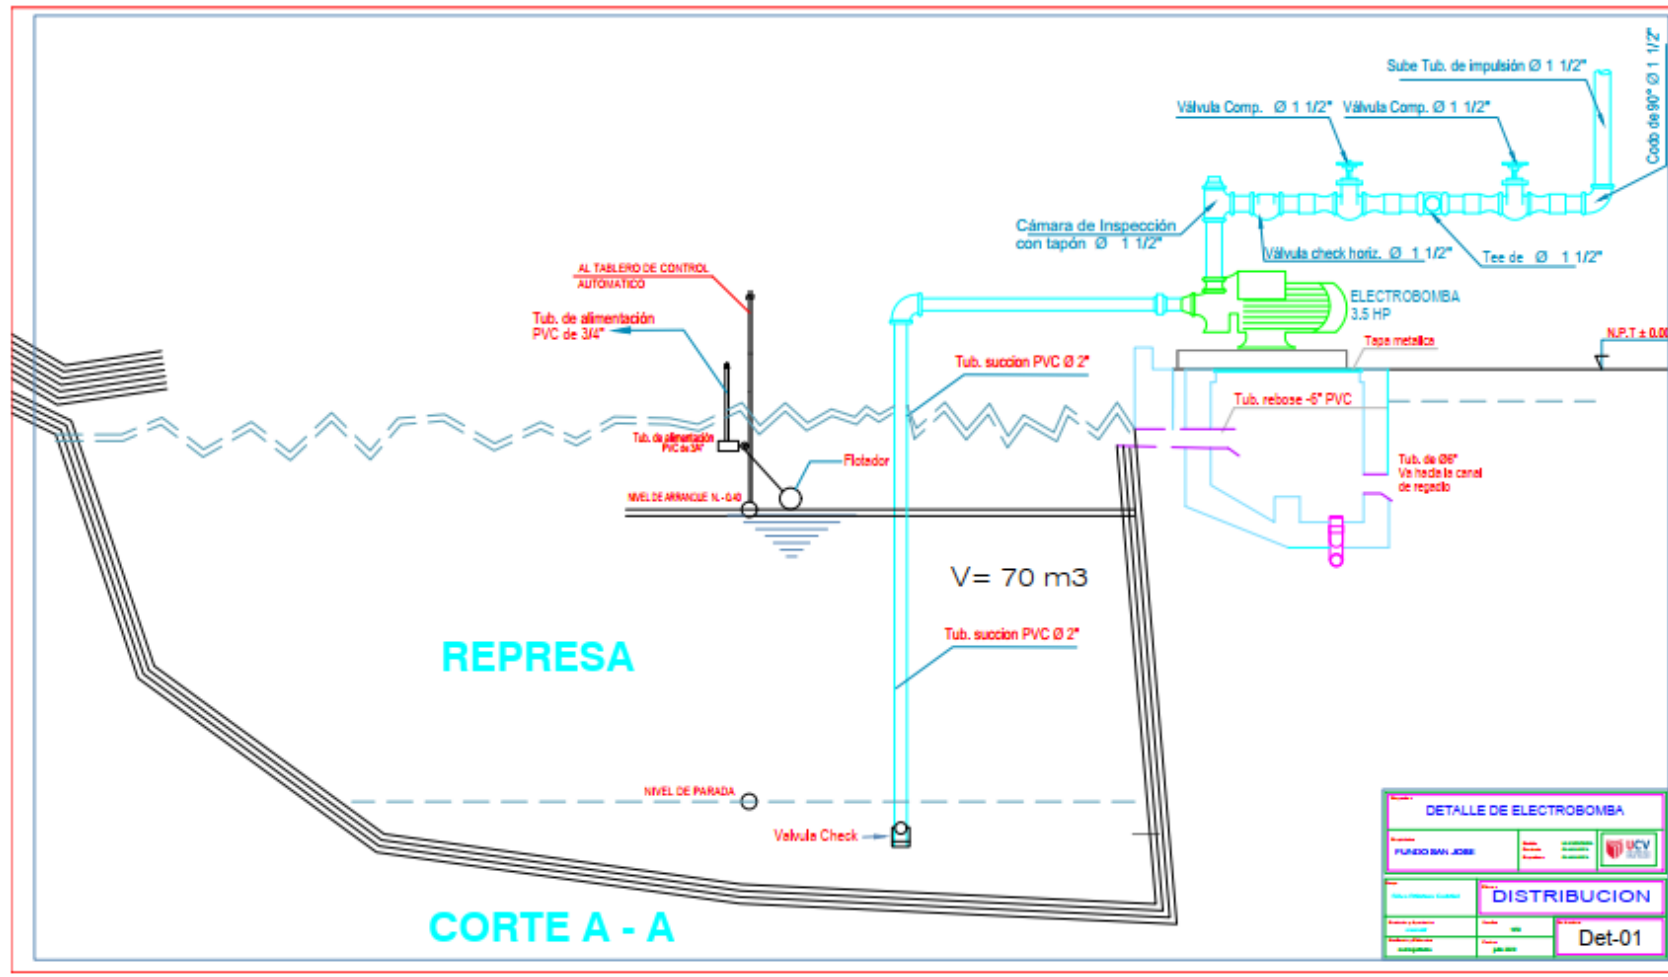 Sube Tub. de impulsión Ø 1 1/2"
Codo de 90° Ø 1 1/2"
Válvula Comp. Ø 1 1/2"
Válvula Comp. Ø 1 1/2"
Cámara de Inspección
con tapón Ø 1 1/2"
Válvula check horiz. Ø 1 1/2"
Tee de Ø 1 1/2"
AL TABLERO DE CONTROL
AUTOMATICO
ELECTROBOMBA
3.5 HP
Tub. de alimentación
PVC de 3/4"
N.P.T ± 0.00
Tapa metalica
Tub. succion PVC Ø 2"
Tub. rebose -6" PVC
Tub. de alimentación
PVC de 3/4"
Flotador
Tub. de Ø6"
Va hacia la canal
de regadio
NIVEL DE ARRANQUE N.-0.40
V= 70 m3
Tub. succion PVC Ø 2"
REPRESA
NIVEL DE PARADA
Valvula Check
CORTE A - A
DETALLE DE ELECTROBOMBA
FUNDO SAN JOSE
UCV
DISTRIBUCION
Det-01